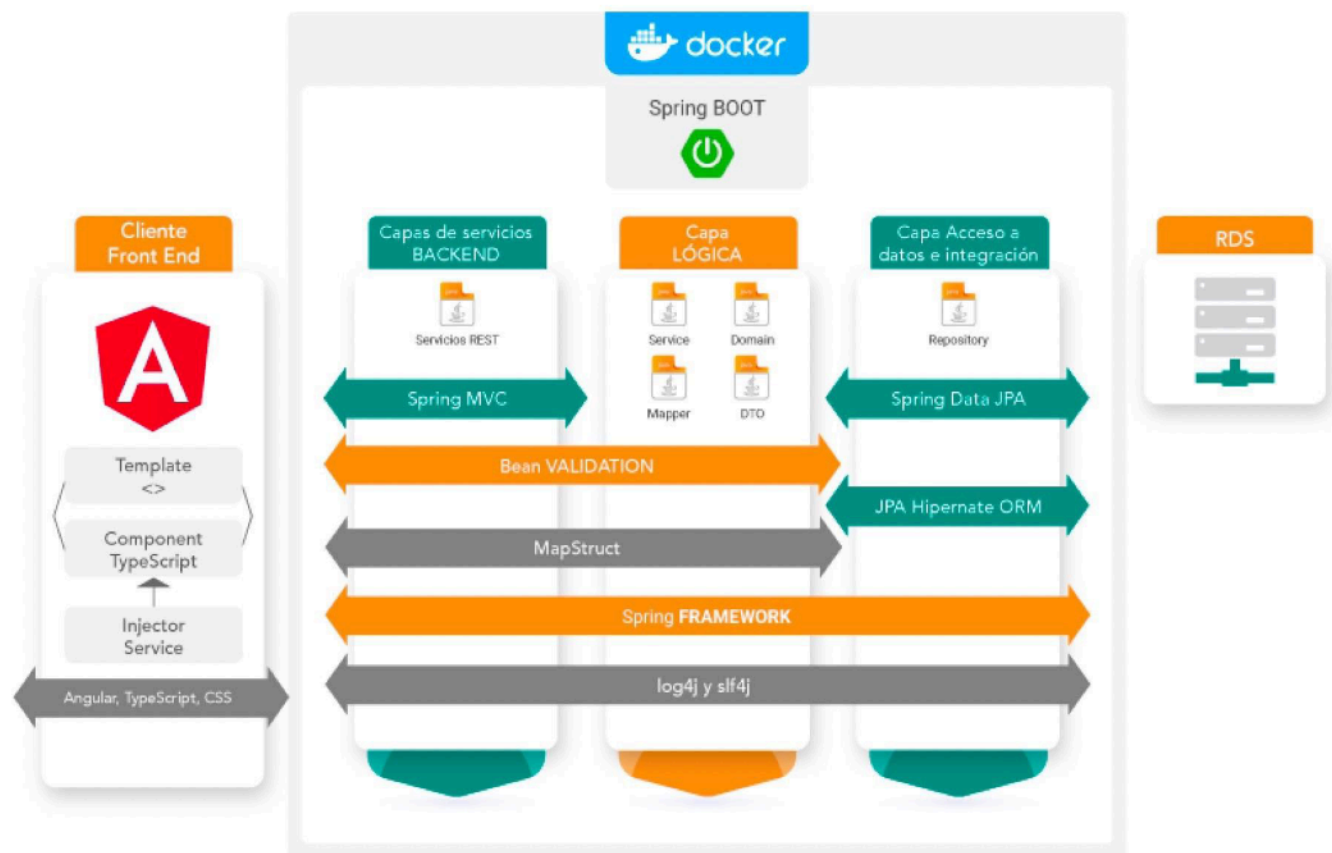 docker
Spring BOOT
Cliente
Front End
Template
<>
Component
TypeScript
Injector
Service
Angular, TypeScript, CSS
Capas de servicios
BACKEND
Servicios REST
Capa
LÓGICA
Service
Domain
Mapper
DTO
Capa Acceso a
datos e integración
Repository
RDS
Spring MVC
Spring Data JPA
Bean VALIDATION
JPA Hipernate ORM
MapStruct
Spring FRAMEWORK
log4j y slf4j